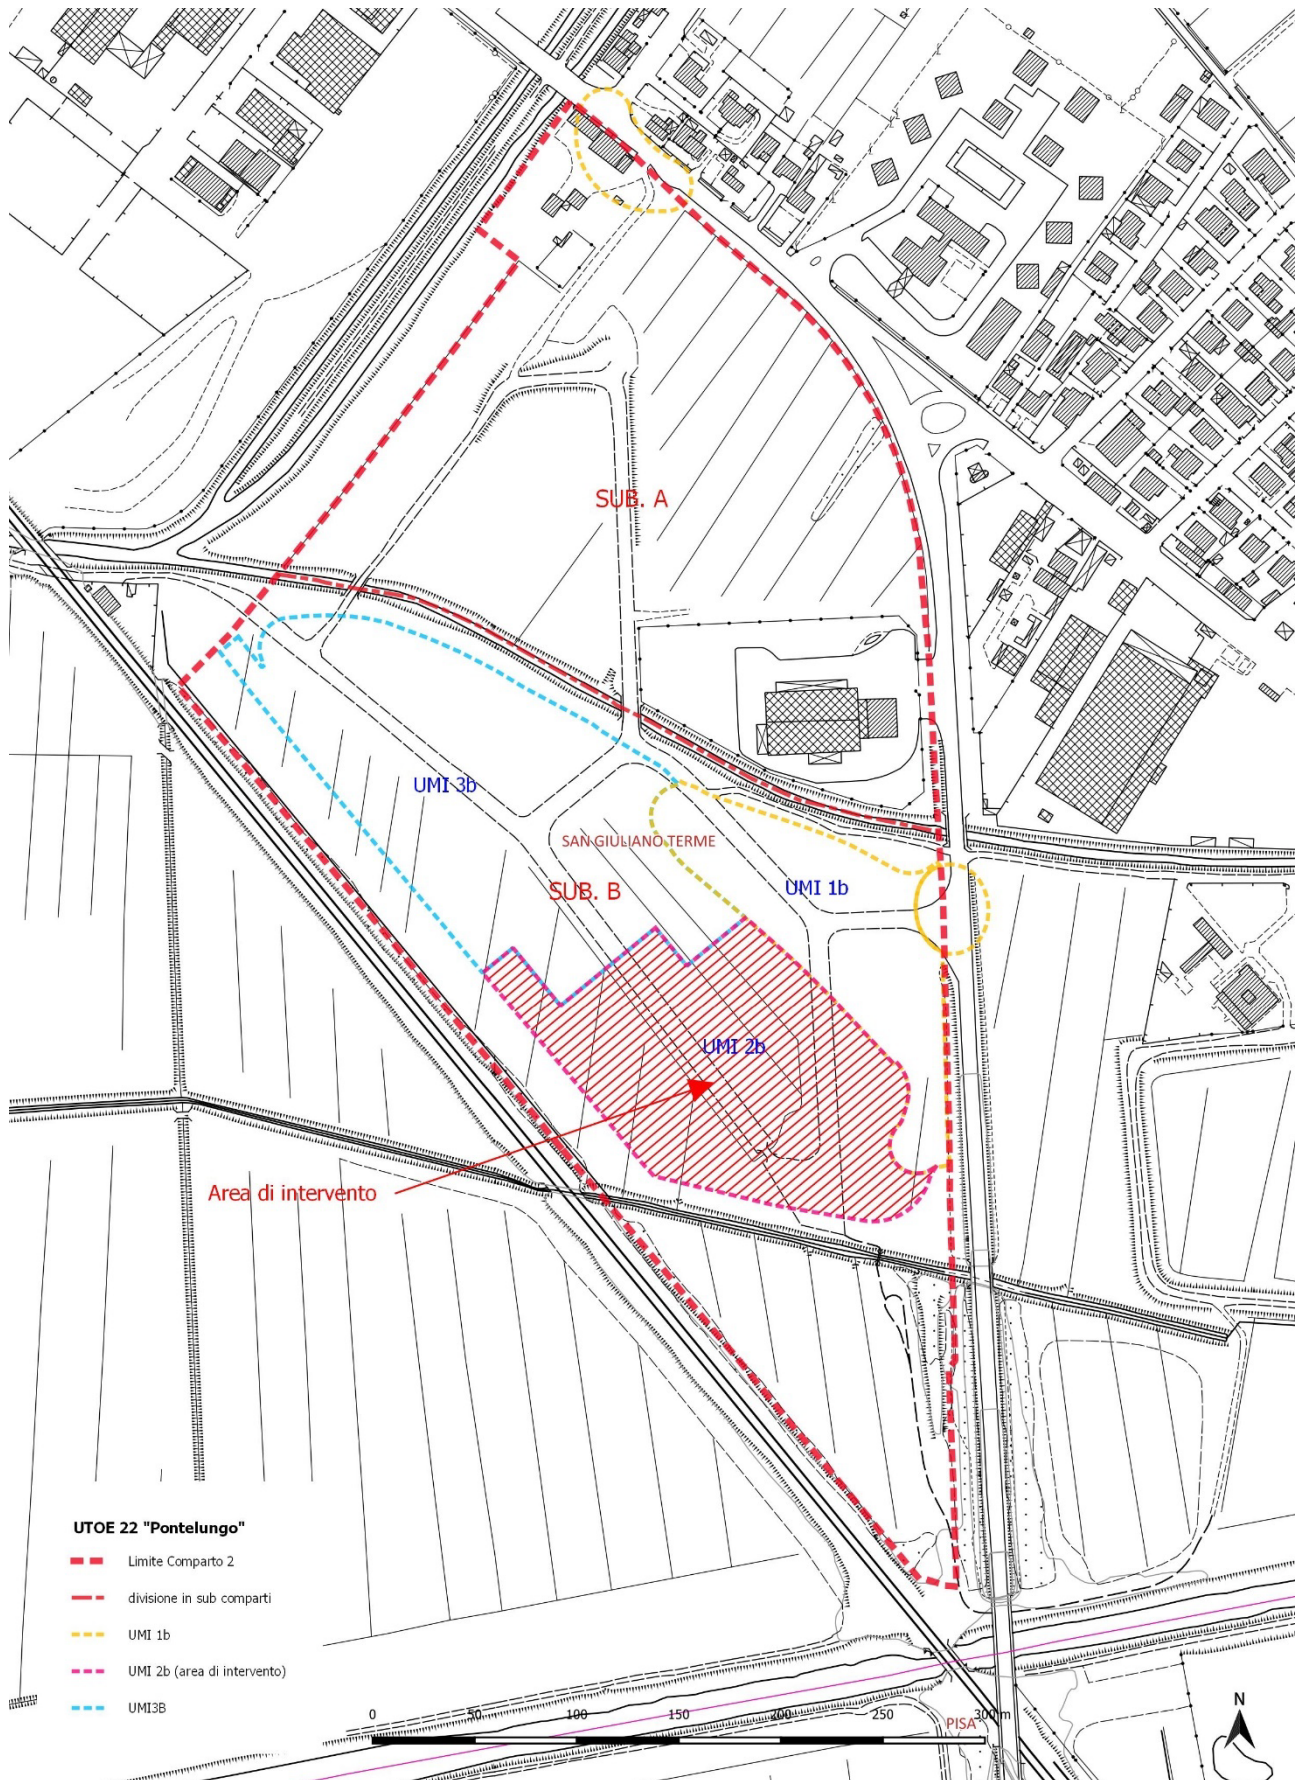 SUB. A
UMI 3b
SAN GIULIANO TERME
SUB. B
UMI 1b
UMI 2b
Area di intervento
UTOE 22 "Pontelungo"
Limite Comparto 2
divisione in sub comparti
UMI 1b
UMI 2b (area di intervento)
UMI3B
0 50 100 150 200 250 300 m
PISA
N